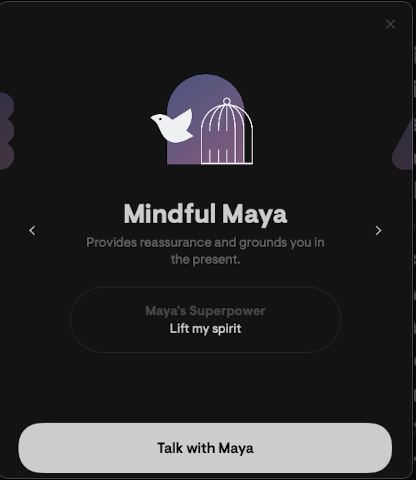 Mindful Maya
Provides reassurance and grounds you in
the present.
Maya's Superpower
Lift my spirit
Talk with Maya